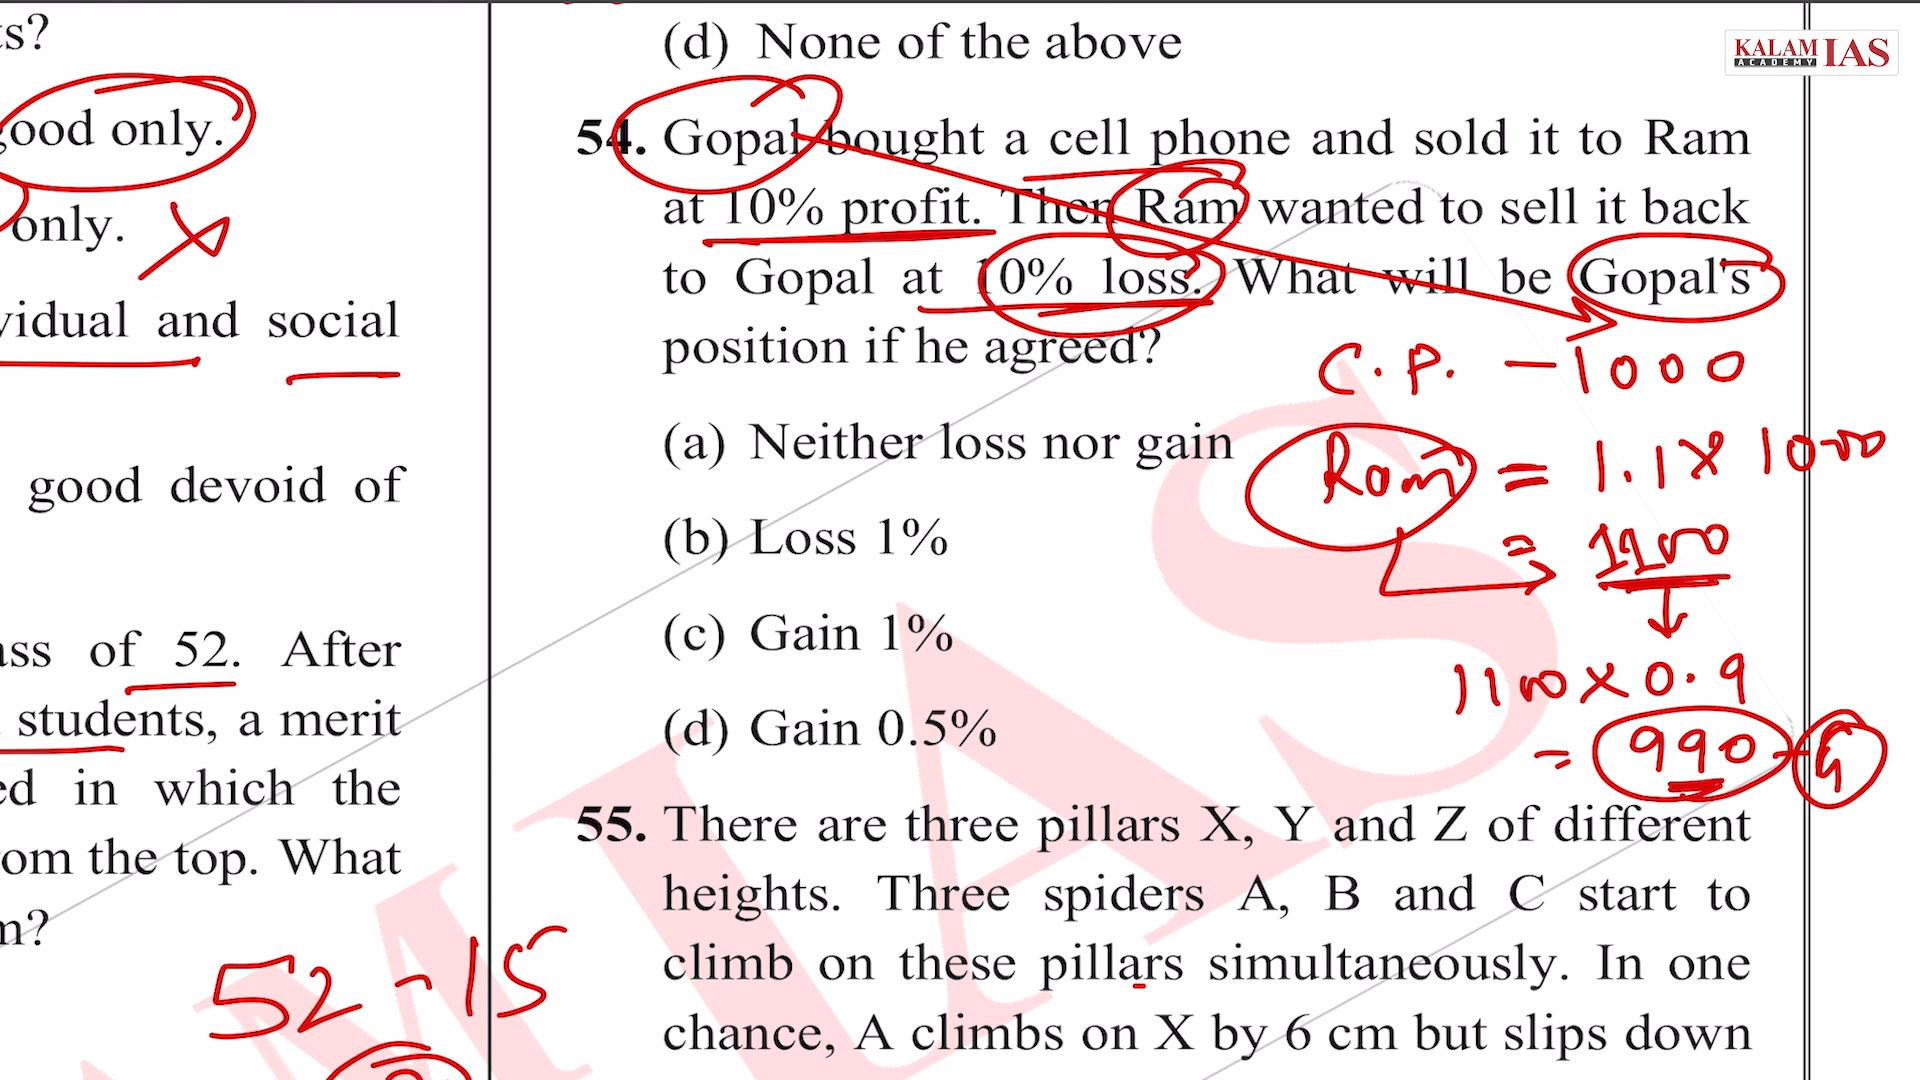 ts?
good only.
only.
vidual and social
good devoid of
ass of 52. After
students, a merit
ed in which the
rom the top. What
m?
52 - 15
(d) None of the above
54. Gopal bought a cell phone and sold it to Ram
at 10% profit. Then Ram wanted to sell it back
to Gopal at 10% loss. What will be Gopal's
position if he agreed?
(a) Neither loss nor gain
(b) Loss 1%
(c) Gain 1%
(d) Gain 0.5%
C.P. - 1000
Ram = 1.1 x 1000
= 1100
1100 x 0.9
= 990 - G
55. There are three pillars X, Y and Z of different
heights. Three spiders A, B and C start to
climb on these pillars simultaneously. In one
chance, A climbs on X by 6 cm but slips down
KALAM IAS
ACADEMY